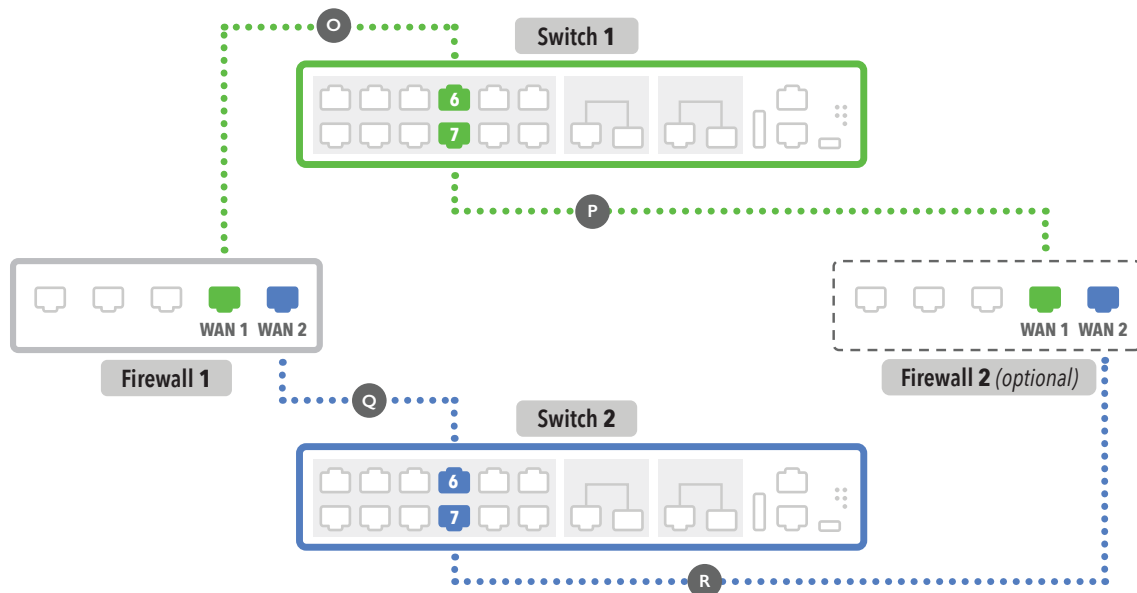 O
Switch 1
6
7
P
WAN 1 WAN 2
Firewall 1
WAN 1 WAN 2
Firewall 2 (optional)
Q
Switch 2
6
7
R